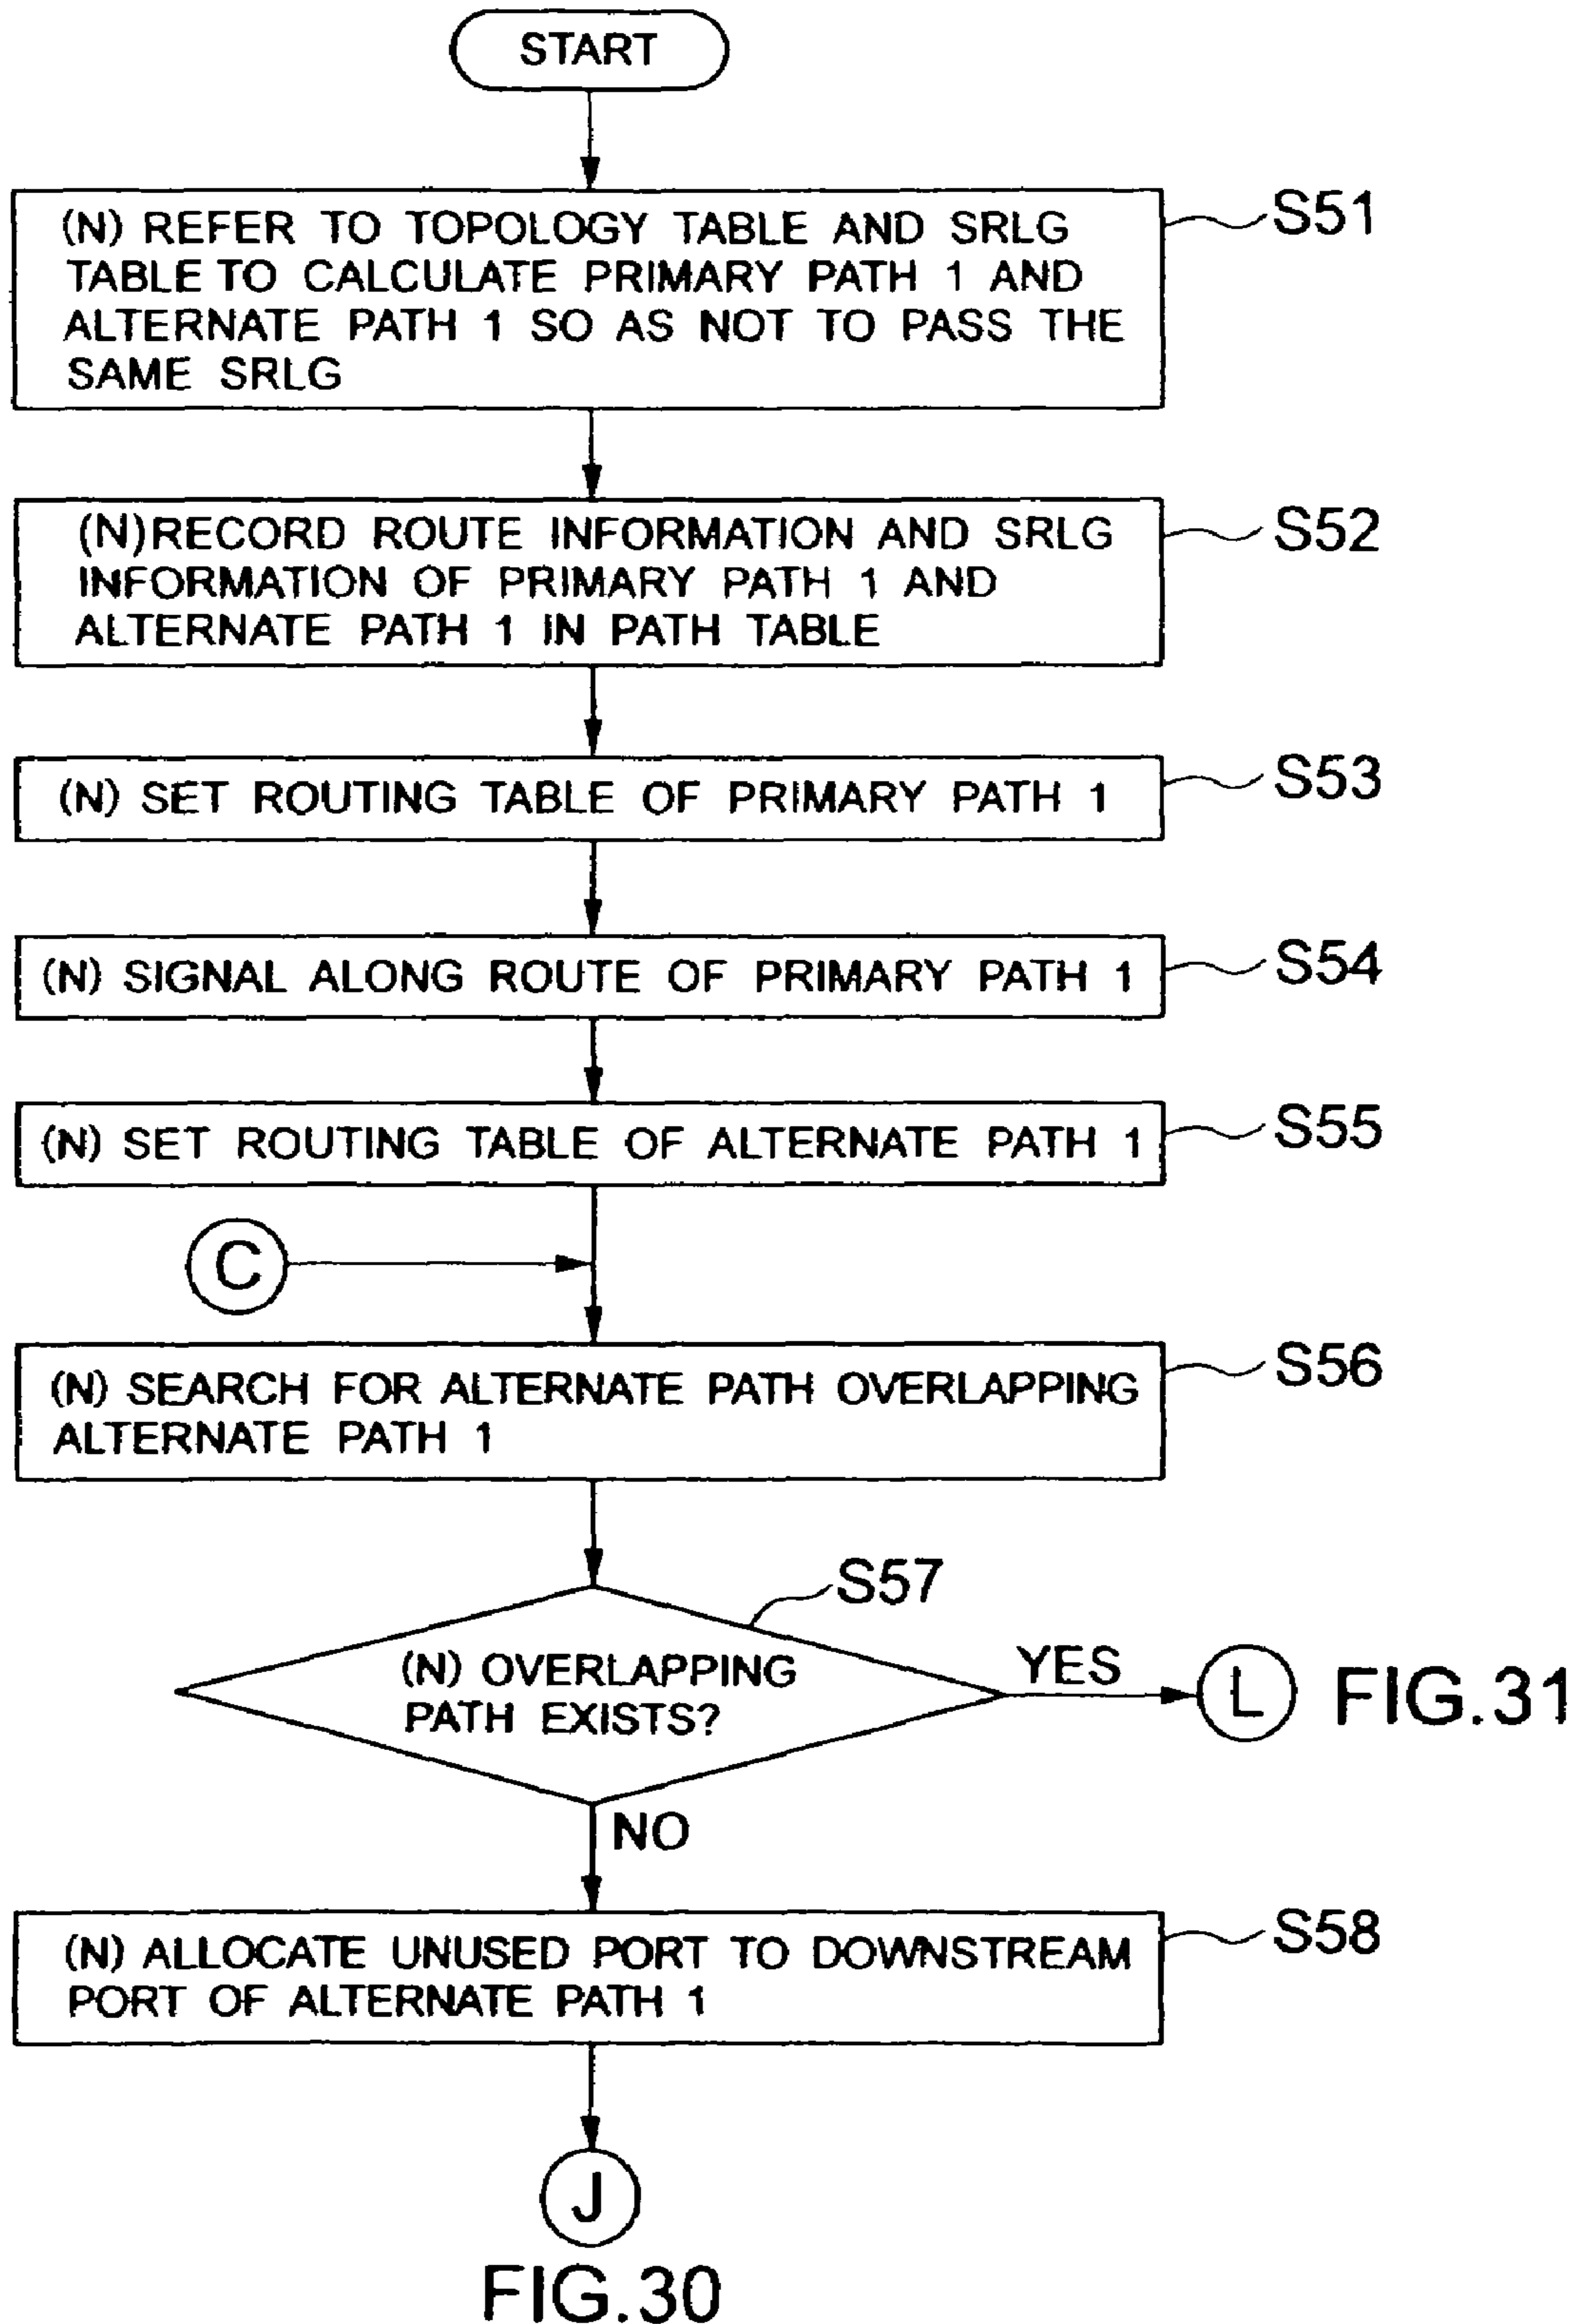 START
(N) REFER TO TOPOLOGY TABLE AND SRLG
TABLE TO CALCULATE PRIMARY PATH 1 AND
ALTERNATE PATH 1 SO AS NOT TO PASS THE
SAME SRLG
S51
(N)RECORD ROUTE INFORMATION AND SRLG
INFORMATION OF PRIMARY PATH 1 AND
ALTERNATE PATH 1 IN PATH TABLE
S52
(N) SET ROUTING TABLE OF PRIMARY PATH 1
S53
(N) SIGNAL ALONG ROUTE OF PRIMARY PATH 1
S54
(N) SET ROUTING TABLE OF ALTERNATE PATH 1
S55
C
(N) SEARCH FOR ALTERNATE PATH OVERLAPPING
ALTERNATE PATH 1
S56
S57
(N) OVERLAPPING
PATH EXISTS?
YES
L
FIG.31
NO
(N) ALLOCATE UNUSED PORT TO DOWNSTREAM
PORT OF ALTERNATE PATH 1
S58
J
FIG.30